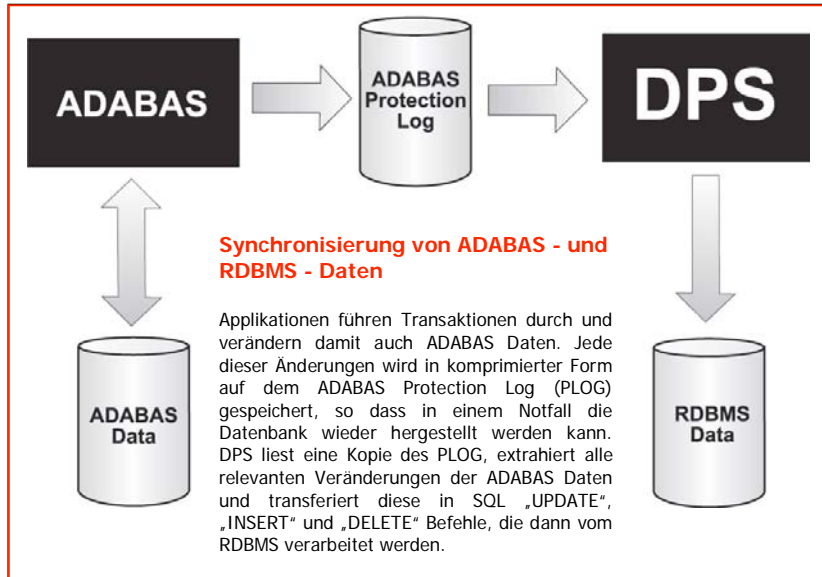 ADABAS
ADABAS
Protection
Log
DPS
Synchronisierung von ADABAS - und
RDBMS - Daten
Applikationen führen Transaktionen durch und
verändern damit auch ADABAS Daten. Jede
dieser Änderungen wird in komprimierter Form
auf dem ADABAS Protection Log (PLOG)
gespeichert, so dass in einem Notfall die
Datenbank wieder hergestellt werden kann.
DPS liest eine Kopie des PLOG, extrahiert alle
relevanten Veränderungen der ADABAS Daten
und transferiert diese in SQL „UPDATE“,
„INSERT“ und „DELETE“ Befehle, die dann vom
RDBMS verarbeitet werden.
ADABAS
Data
RDBMS
Data